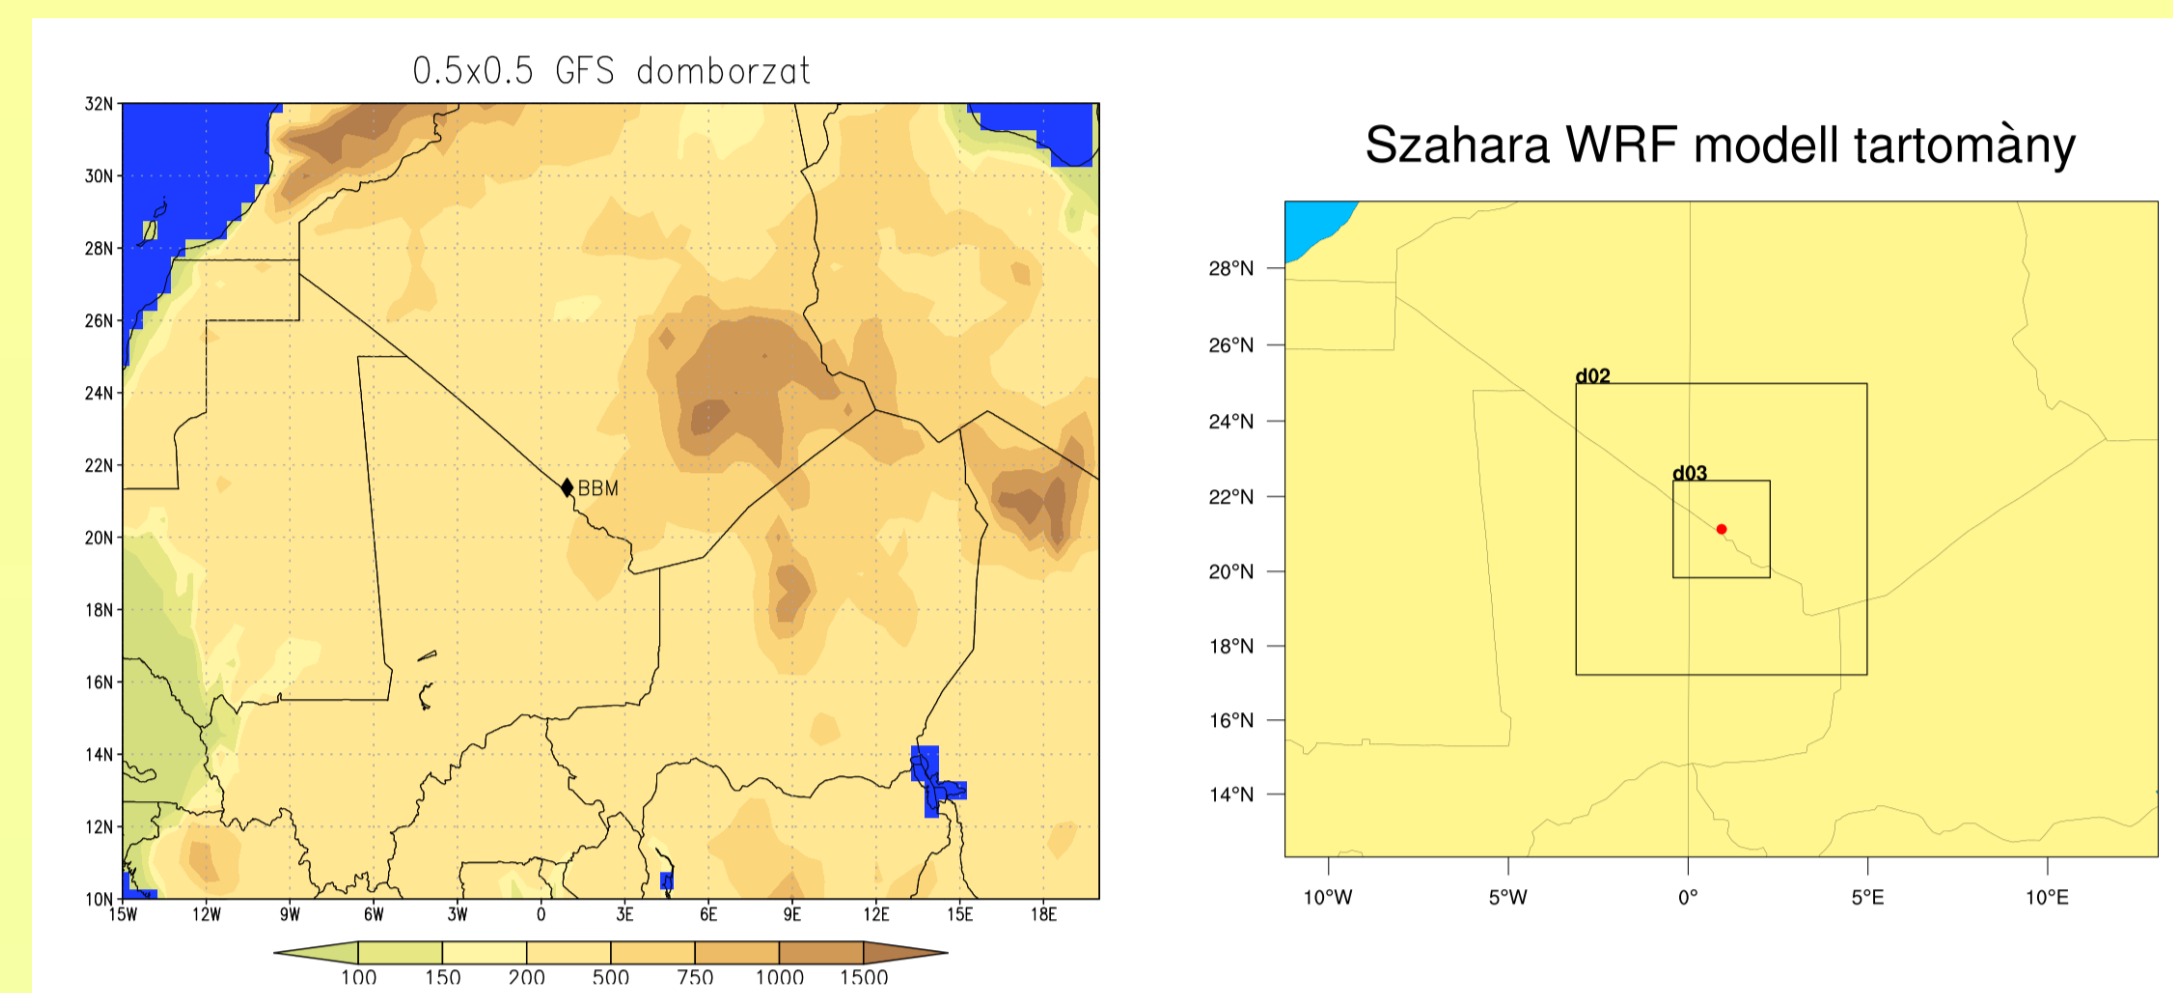 0.5x0.5 GFS domborzat
32N
30N
28N
26N
24N
22N
20N
18N
16N
14N
12N
10N
BBM
15W 12W 9W 6W 3W 0 3E 6E 9E 12E 15E 18E
100 150 200 500 750 1000 1500
Szahara WRF modell tartomàny
28°N
26°N
24°N
22°N
20°N
18°N
16°N
14°N
d02
d03
10°W 5°W 0° 5°E 10°E